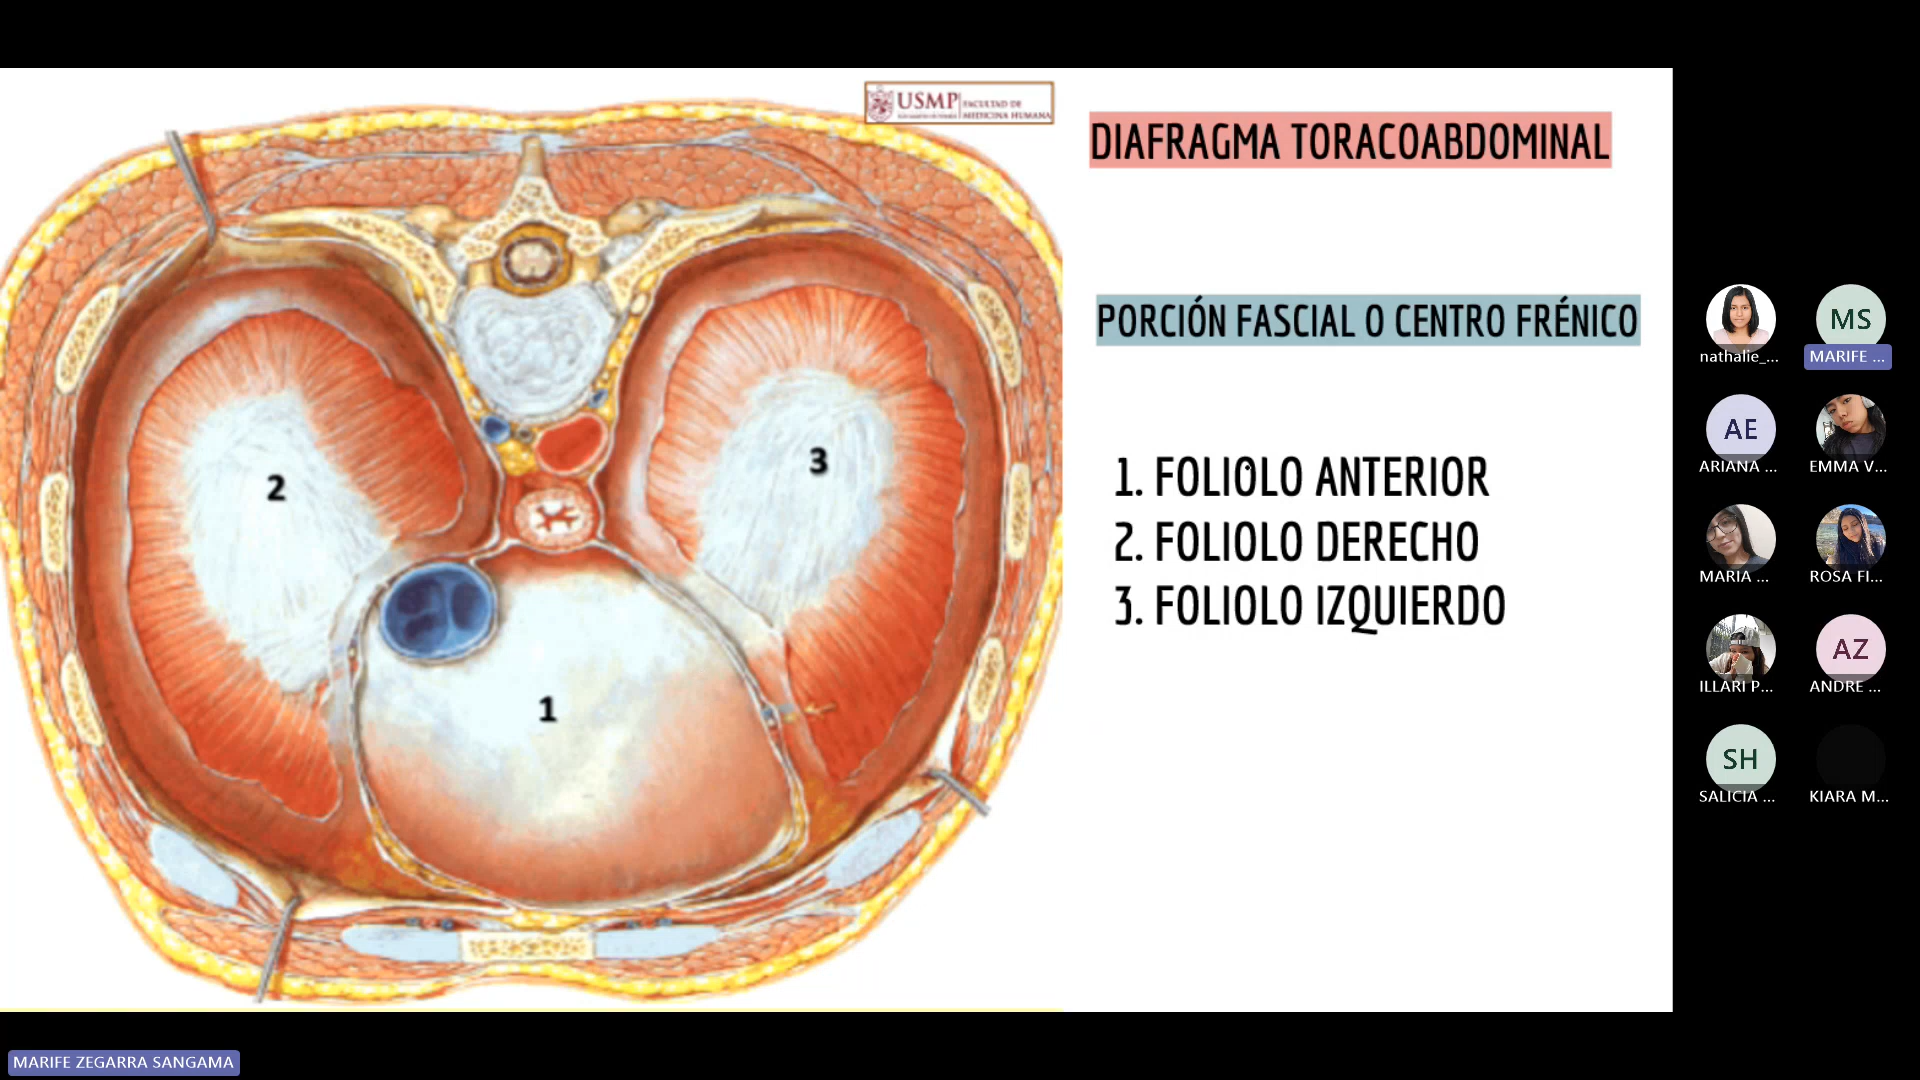 USMP FACULTAD DE
MEDICINA HUMANA
DIAFRAGMA TORACOABDOMINAL
PORCIÓN FASCIAL O CENTRO FRÉNICO
1. FOLIOLO ANTERIOR
2. FOLIOLO DERECHO
3. FOLIOLO IZQUIERDO
2
3
1
nathalie_...
MS
MARIFE ...
AE
ARIANA ...
EMMA V...
MARIA ...
ROSA FI...
ILLARI P...
AZ
ANDRE ...
SH
SALICIA ...
KIARA M...
MARIFE ZEGARRA SANGAMA